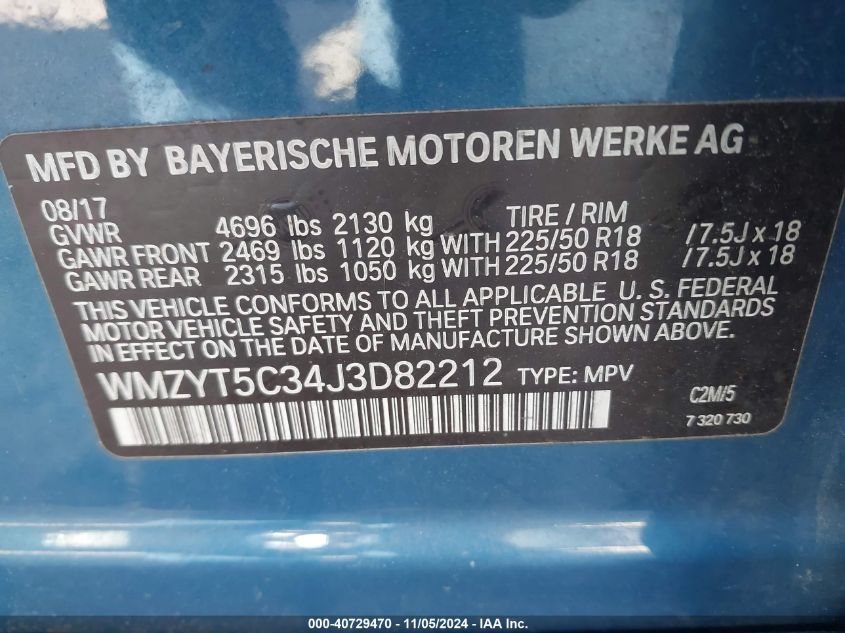 MFD BY BAYERISCHE MOTOREN WERKE AG
08/17 TIRE / RIM
GVWR 4696 lbs 2130 kg
GAWR FRONT 2469 lbs 1120 kg WITH 225/50 R18 / 7.5J x 18
GAWR REAR 2315 lbs 1050 kg WITH 225/50 R18 / 7.5J x 18
THIS VEHICLE CONFORMS TO ALL APPLICABLE U. S. FEDERAL
MOTOR VEHICLE SAFETY AND THEFT PREVENTION STANDARDS
IN EFFECT ON THE DATE OF MANUFACTURE SHOWN ABOVE.
WMZYT5C34J3D82212 TYPE: MPV
C2M/5
7 320 730
000-40729470 - 11/05/2024 - IAA Inc.